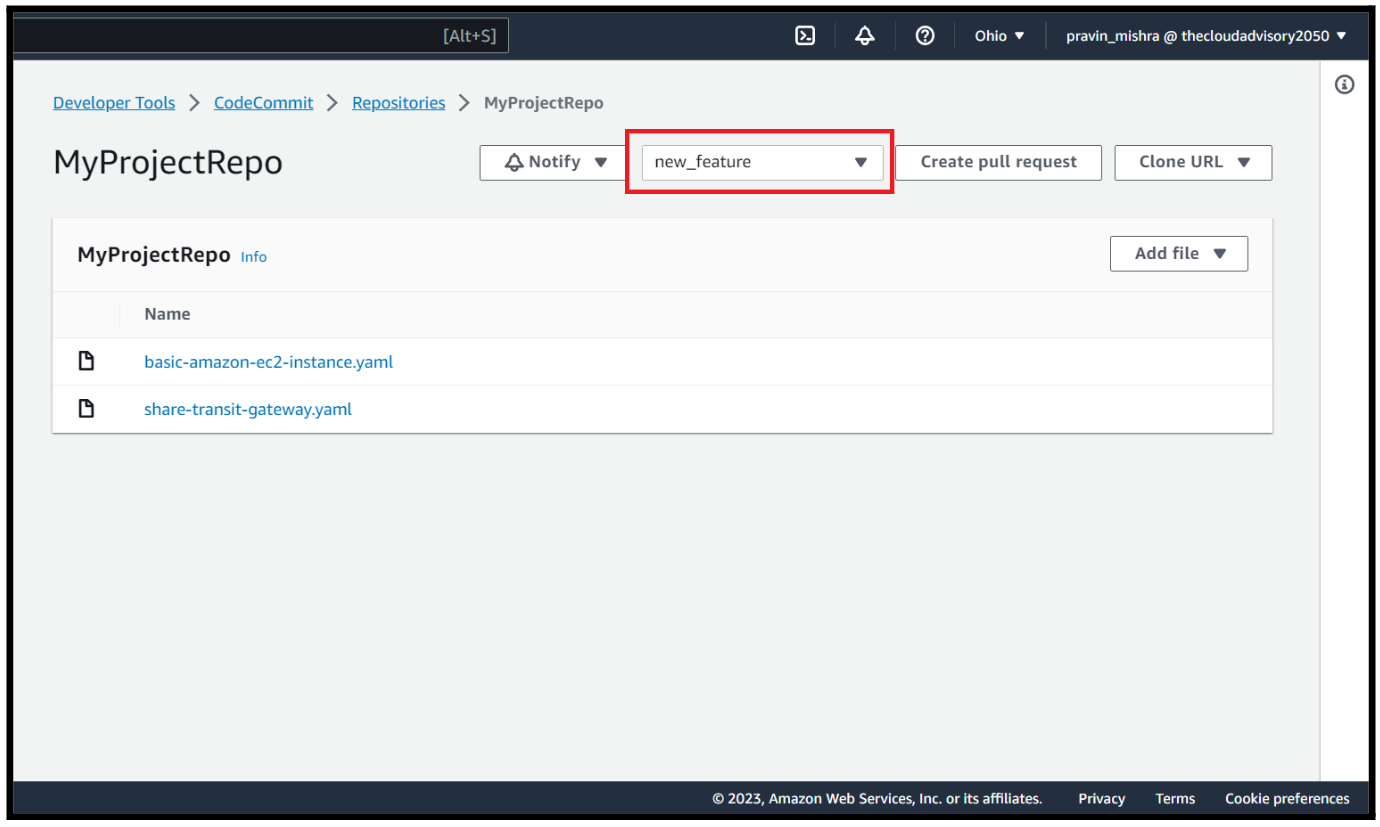 [Alt+S]
Ohio
pravin_mishra @ thecloudadvisory2050
Developer Tools > CodeCommit > Repositories > MyProjectRepo
MyProjectRepo
Notify
new_feature
Create pull request
Clone URL
MyProjectRepo Info
Add file
Name
basic-amazon-ec2-instance.yaml
share-transit-gateway.yaml
© 2023, Amazon Web Services, Inc. or its affiliates.
Privacy
Terms
Cookie preferences